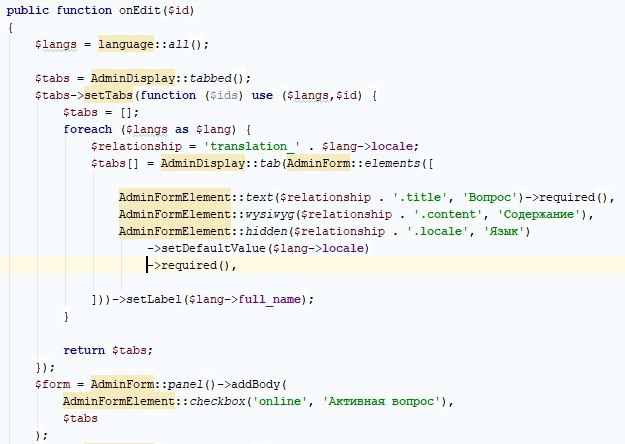 public function onEdit($id)
{
    $langs = language::all();

    $tabs = AdminDisplay::tabbed();
    $tabs->setTabs(function ($ids) use ($langs,$id) {
        $tabs = [];
        foreach ($langs as $lang) {
            $relationship = 'translation_' . $lang->locale;
            $tabs[] = AdminDisplay::tab(AdminForm::elements([

                AdminFormElement::text($relationship . '.title', 'Вопрос')->required(),
                AdminFormElement::wysiwyg($relationship . '.content', 'Содержание'),
                AdminFormElement::hidden($relationship . '.locale', 'Язык')
                    ->setDefaultValue($lang->locale)
                    ->required(),

            ]))->setLabel($lang->full_name);
        }

        return $tabs;
    });
    $form = AdminForm::panel()->addBody(
        AdminFormElement::checkbox('online', 'Активная вопрос'),
        $tabs
    );